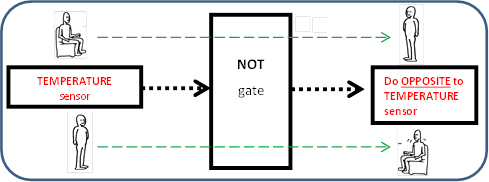 TEMPERATURE
sensor
NOT
gate
Do OPPOSITE to
TEMPERATURE
sensor